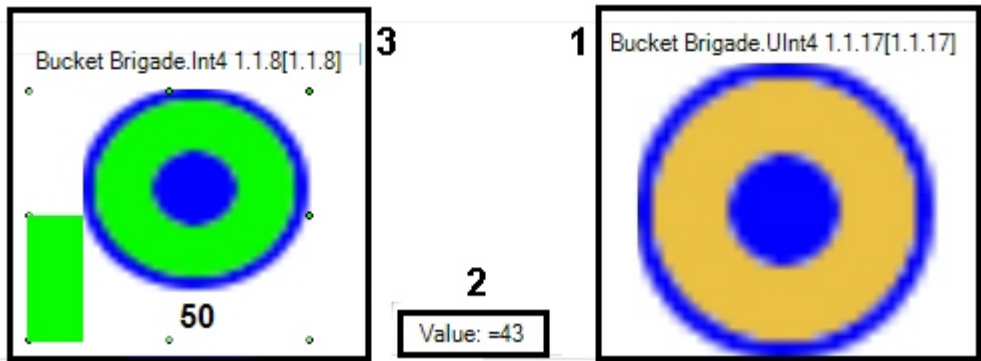 Bucket Brigade.Int4 1.1.8[1.1.8]
3
50
2
Value: =43
1
Bucket Brigade.UInt4 1.1.17[1.1.17]